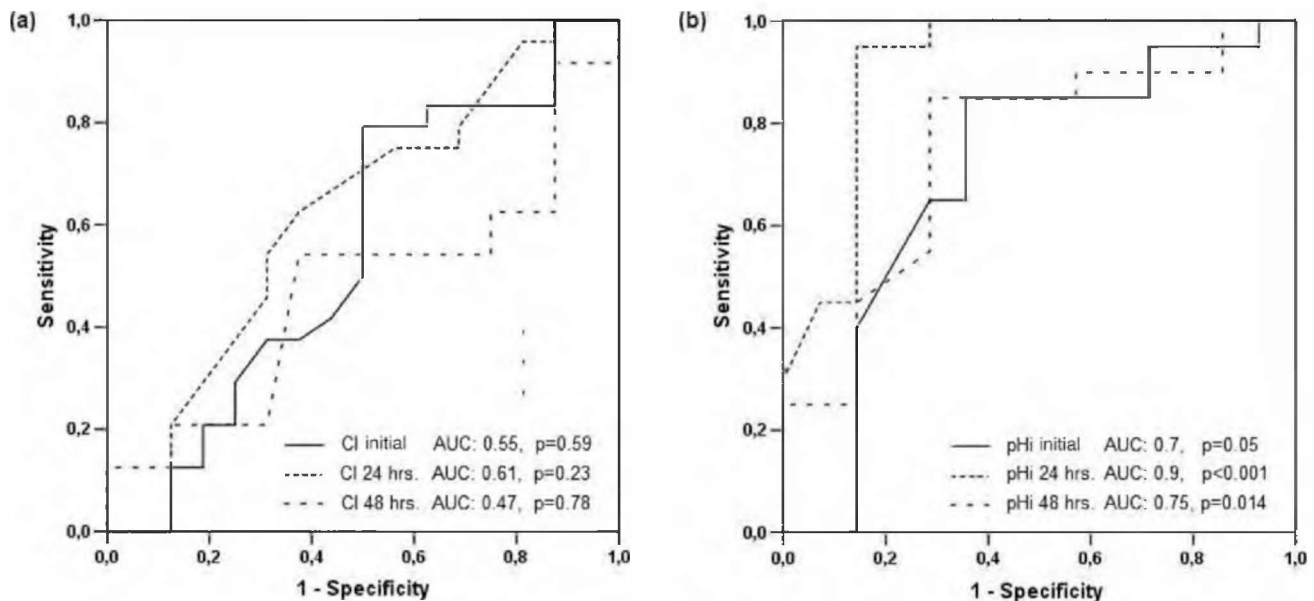 (a)
1,0
0,8
0,6
0,4
0,2
0,0
Sensitivity
0,2 0,4 0,6 0,8 1,0
1 - Specificity
CI initial AUC: 0.55, p=0.59
CI 24 hrs. AUC: 0.61, p=0.23
CI 48 hrs. AUC: 0.47, p=0.78
(b)
1,0
0,8
0,6
0,4
0,2
0,0
Sensitivity
0,0 0,2 0,4 0,6 0,8 1,0
1 - Specificity
pHi initial AUC: 0.7, p=0.05
pHi 24 hrs. AUC: 0.9, p<0.001
pHi 48 hrs. AUC: 0.75, p=0.014